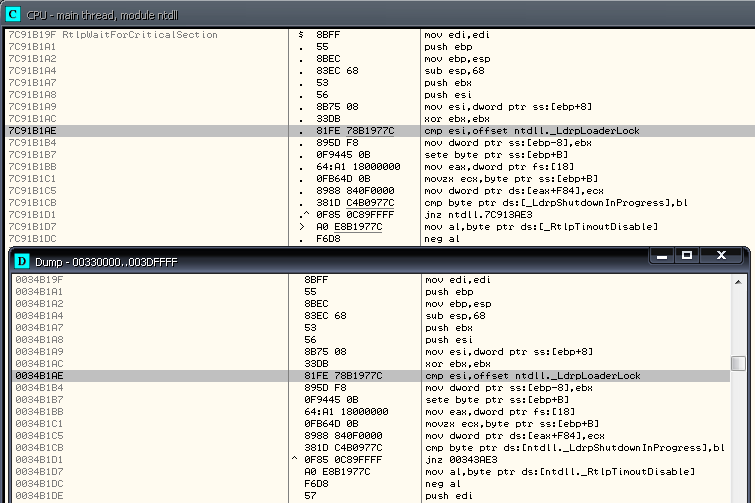 C CPU - main thread, module ntdll
7C91B19F RtlpWaitForCriticalSection $ 8BFF mov edi,edi
7C91B1A1 . 55 push ebp
7C91B1A2 . 8BEC mov ebp,esp
7C91B1A4 . 83EC 68 sub esp,68
7C91B1A7 . 53 push ebx
7C91B1A8 . 56 push esi
7C91B1A9 . 8B75 08 mov esi,dword ptr ss:[ebp+8]
7C91B1AC . 33DB xor ebx,ebx
7C91B1AE . 81FE 78B1977C cmp esi,offset ntdll._LdrpLoaderLock
7C91B1B4 . 895D F8 mov dword ptr ss:[ebp-8],ebx
7C91B1B7 . 0F9445 0B sete byte ptr ss:[ebp+B]
7C91B1BB . 64:A1 18000000 mov eax,dword ptr fs:[18]
7C91B1C1 . 0FB64D 0B movzx ecx,byte ptr ss:[ebp+B]
7C91B1C5 . 8988 840F0000 mov dword ptr ds:[eax+F84],ecx
7C91B1CB . 381D C4B0977C cmp byte ptr ds:[_LdrpShutdownInProgress],bl
7C91B1D1 .^ 0F85 0C89FFFF jnz ntdll.7C913AE3
7C91B1D7 > A0 E8B1977C mov al,byte ptr ds:[_RtlpTimoutDisable]
7C91B1DC . F6D8 neg al
D Dump - 00330000..003DFFFF
0034B19F 8BFF mov edi,edi
0034B1A1 55 push ebp
0034B1A2 8BEC mov ebp,esp
0034B1A4 83EC 68 sub esp,68
0034B1A7 53 push ebx
0034B1A8 56 push esi
0034B1A9 8B75 08 mov esi,dword ptr ss:[ebp+8]
0034B1AC 33DB xor ebx,ebx
0034B1AE 81FE 78B1977C cmp esi,offset ntdll._LdrpLoaderLock
0034B1B4 895D F8 mov dword ptr ss:[ebp-8],ebx
0034B1B7 0F9445 0B sete byte ptr ss:[ebp+B]
0034B1BB 64:A1 18000000 mov eax,dword ptr fs:[18]
0034B1C1 0FB64D 0B movzx ecx,byte ptr ss:[ebp+B]
0034B1C5 8988 840F0000 mov dword ptr ds:[eax+F84],ecx
0034B1CB 381D C4B0977C cmp byte ptr ds:[ntdll._LdrpShutdownInProgress],bl
0034B1D1 ^ 0F85 0C89FFFF jnz 00343AE3
0034B1D7 A0 E8B1977C mov al,byte ptr ds:[ntdll._RtlpTimoutDisable]
0034B1DC F6D8 neg al
0034B1DE 57 push edi